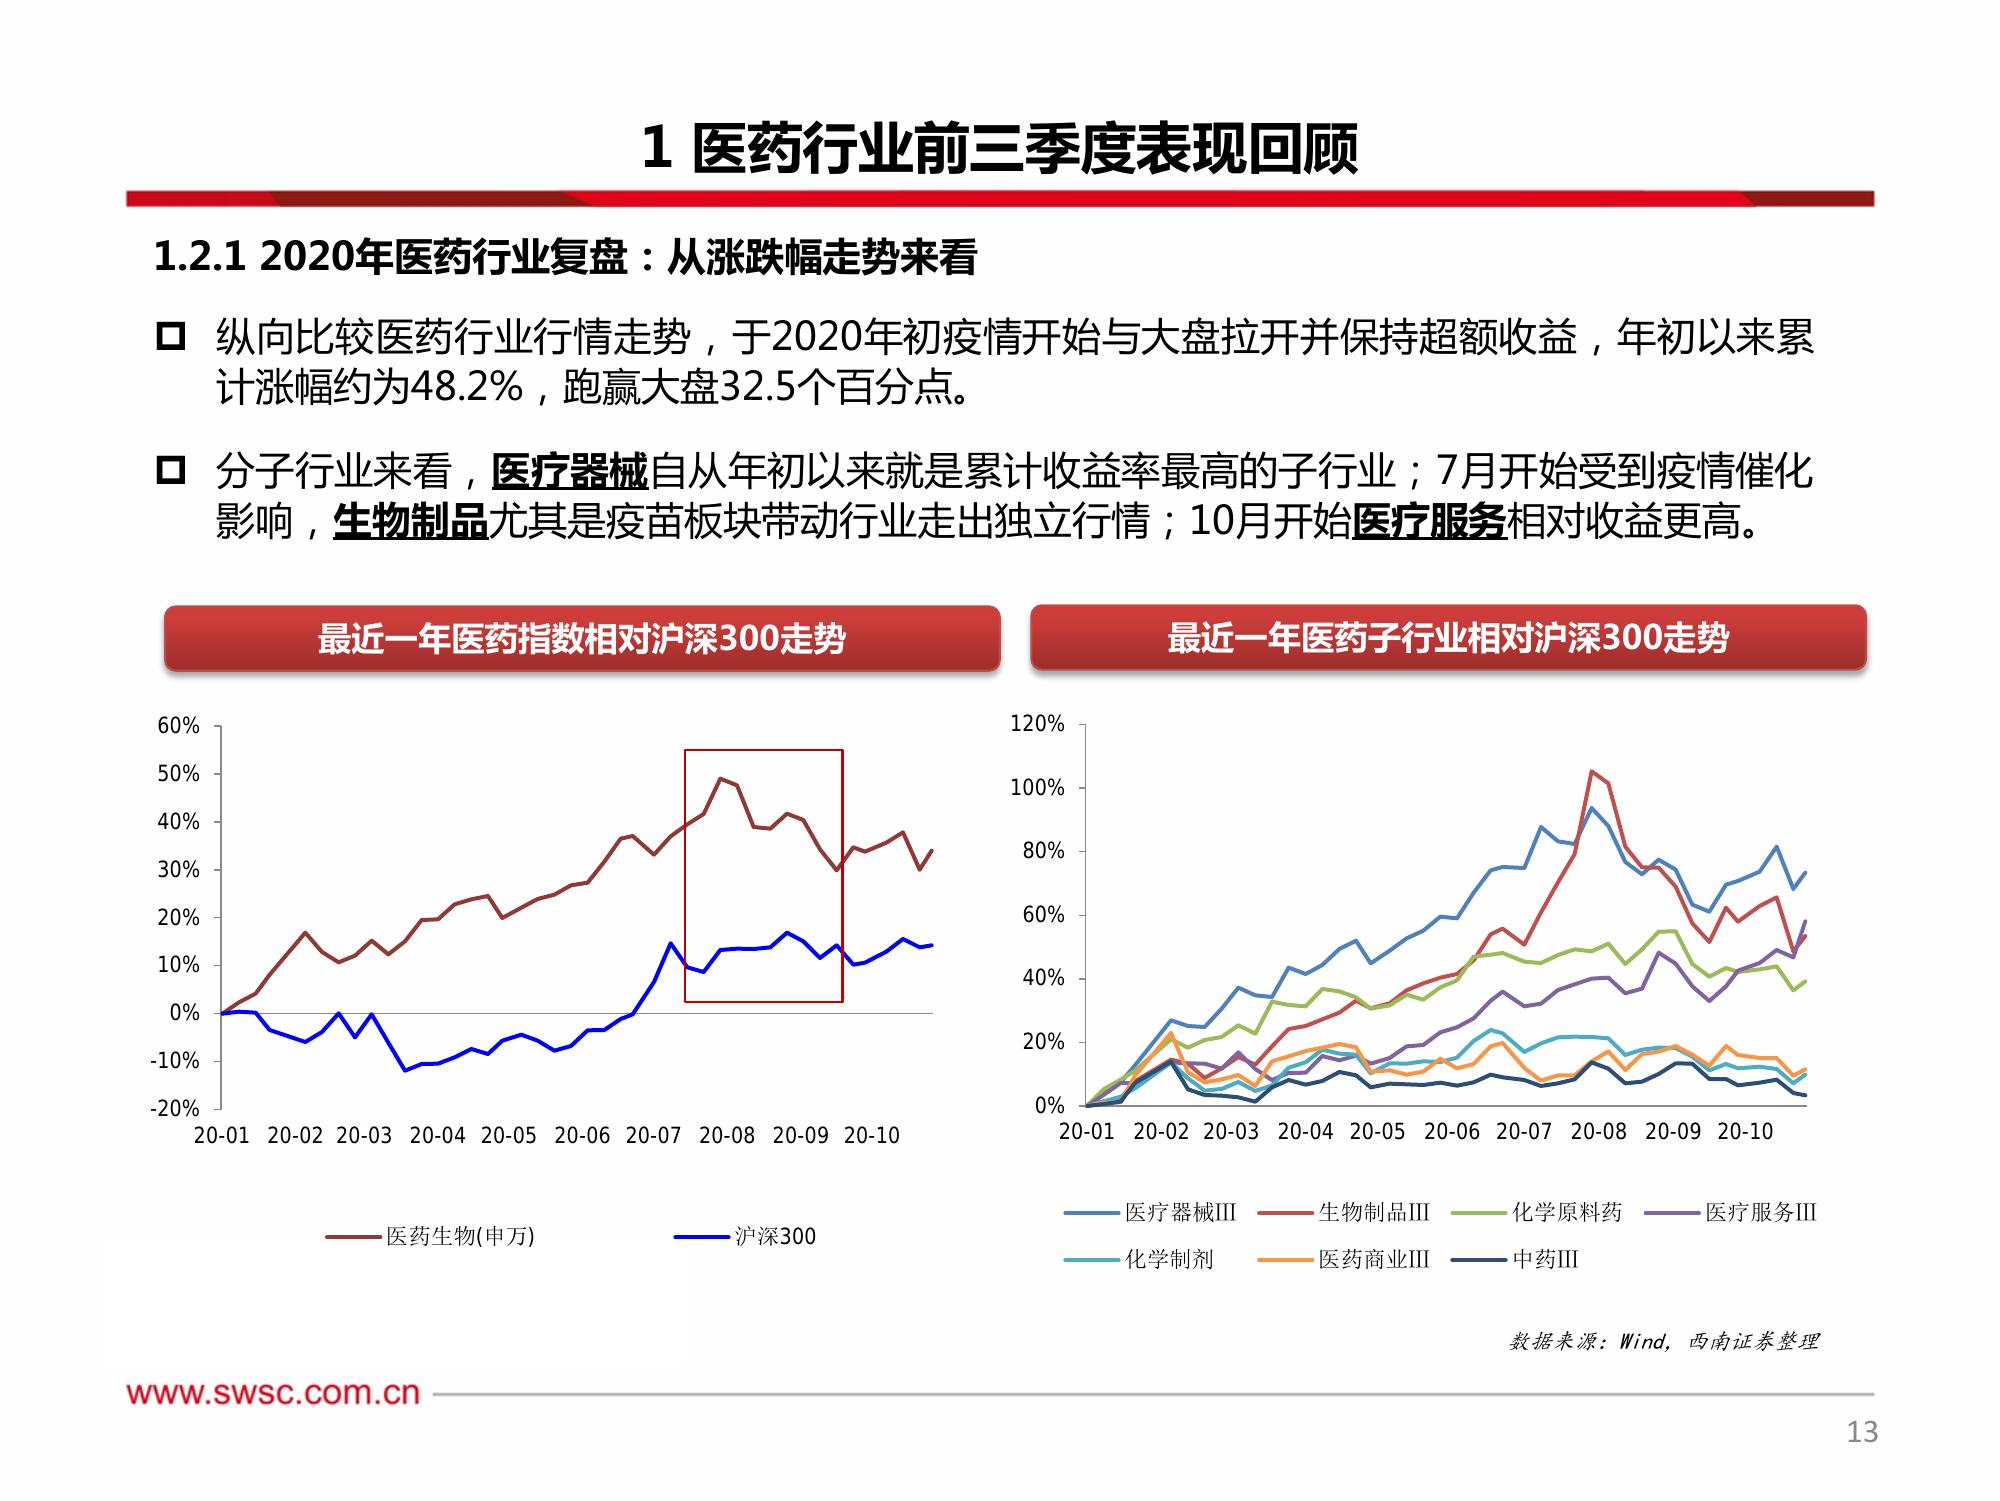 1 医药行业前三季度表现回顾
1.2.1 2020年医药行业复盘：从涨跌幅走势来看
纵向比较医药行业行情走势，于2020年初疫情开始与大盘拉开并保持超额收益，年初以来累
计涨幅约为48.2%，跑赢大盘32.5个百分点。
分子行业来看，医疗器械自从年初以来就是累计收益率最高的子行业；7月开始受到疫情催化
影响，生物制品尤其是疫苗板块带动行业走出独立行情；10月开始医疗服务相对收益更高。
最近一年医药指数相对沪深300走势
60%
50%
40%
30%
20%
10%
0%
-10%
-20%
20-01 20-02 20-03 20-04 20-05 20-06 20-07 20-08 20-09 20-10
医药生物(申万) 沪深300
最近一年医药子行业相对沪深300走势
120%
100%
80%
60%
40%
20%
0%
20-01 20-02 20-03 20-04 20-05 20-06 20-07 20-08 20-09 20-10
医疗器械Ⅲ 生物制品Ⅲ 化学原料药 医疗服务Ⅲ
化学制剂 医药商业Ⅲ 中药Ⅲ
数据来源：Wind，西南证券整理
www.swsc.com.cn
13